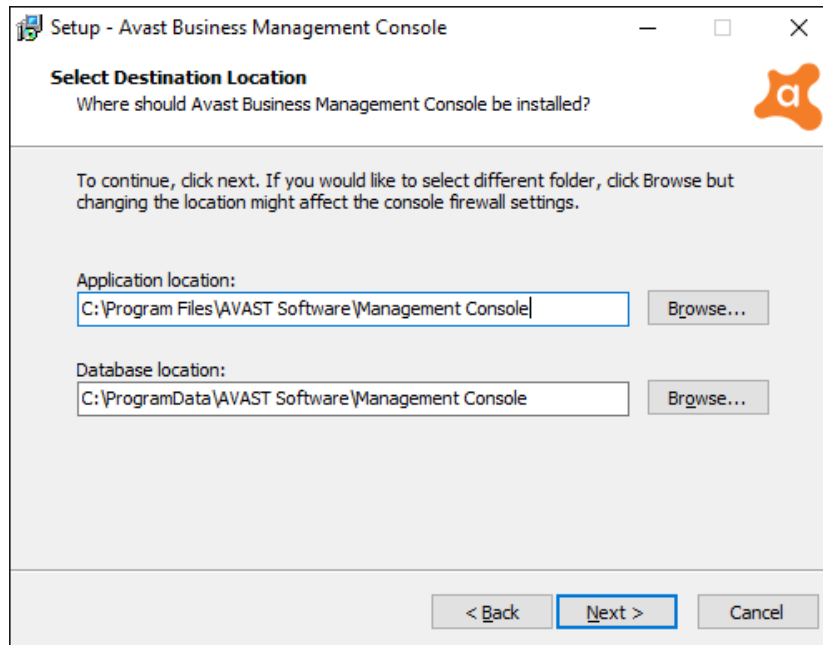 Setup - Avast Business Management Console
Select Destination Location
Where should Avast Business Management Console be installed?
a
To continue, click next. If you would like to select different folder, click Browse but
changing the location might affect the console firewall settings.
Application location:
C:\Program Files\AVAST Software\Management Console
Browse...
Database location:
C:\ProgramData\AVAST Software\Management Console
Browse...
< Back
Next >
Cancel